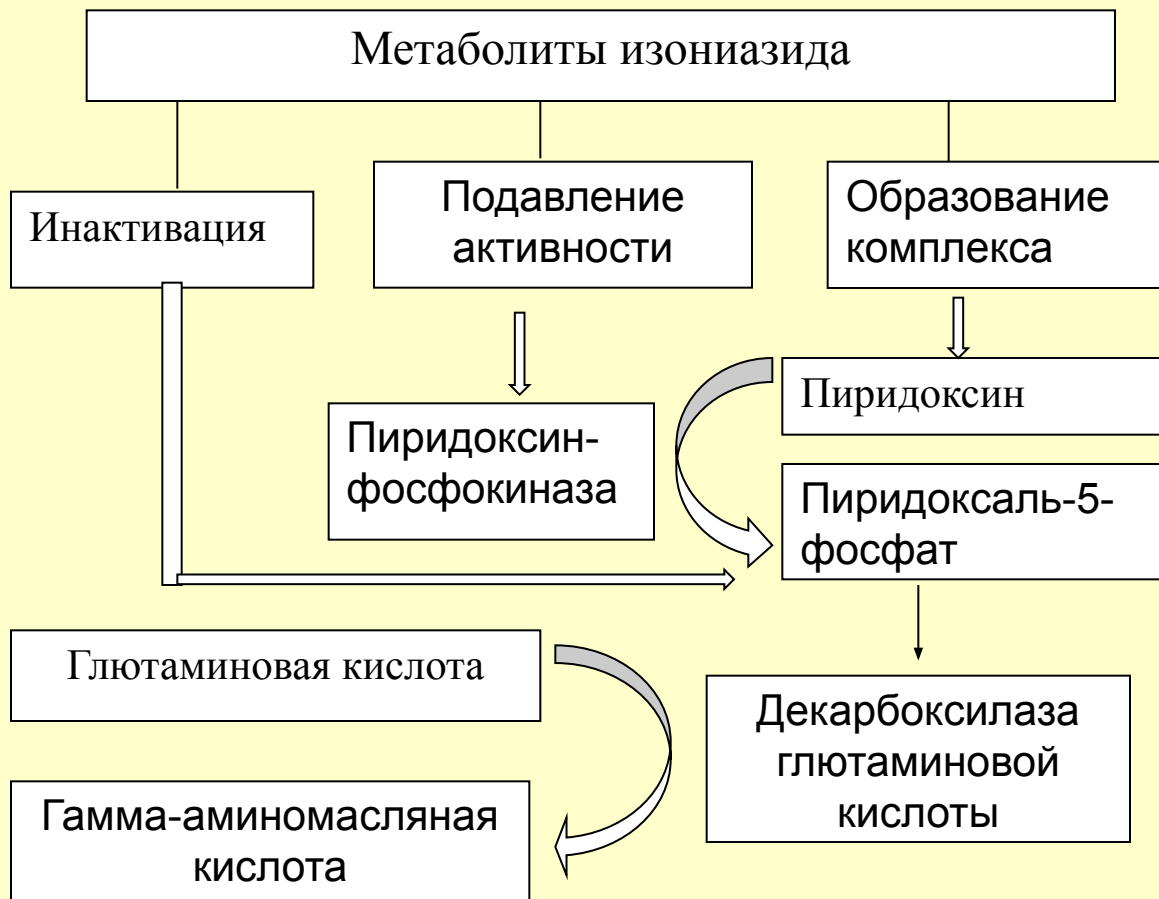 Метаболиты изониазида
Инактивация
Подавление
активности
Образование
комплекса
Пиридоксин
Пиридоксин-
фосфокиназа
Пиридоксаль-5-
фосфат
Глютаминовая кислота
Декарбоксилаза
глютаминовой
кислоты
Гамма-аминомасляная
кислота